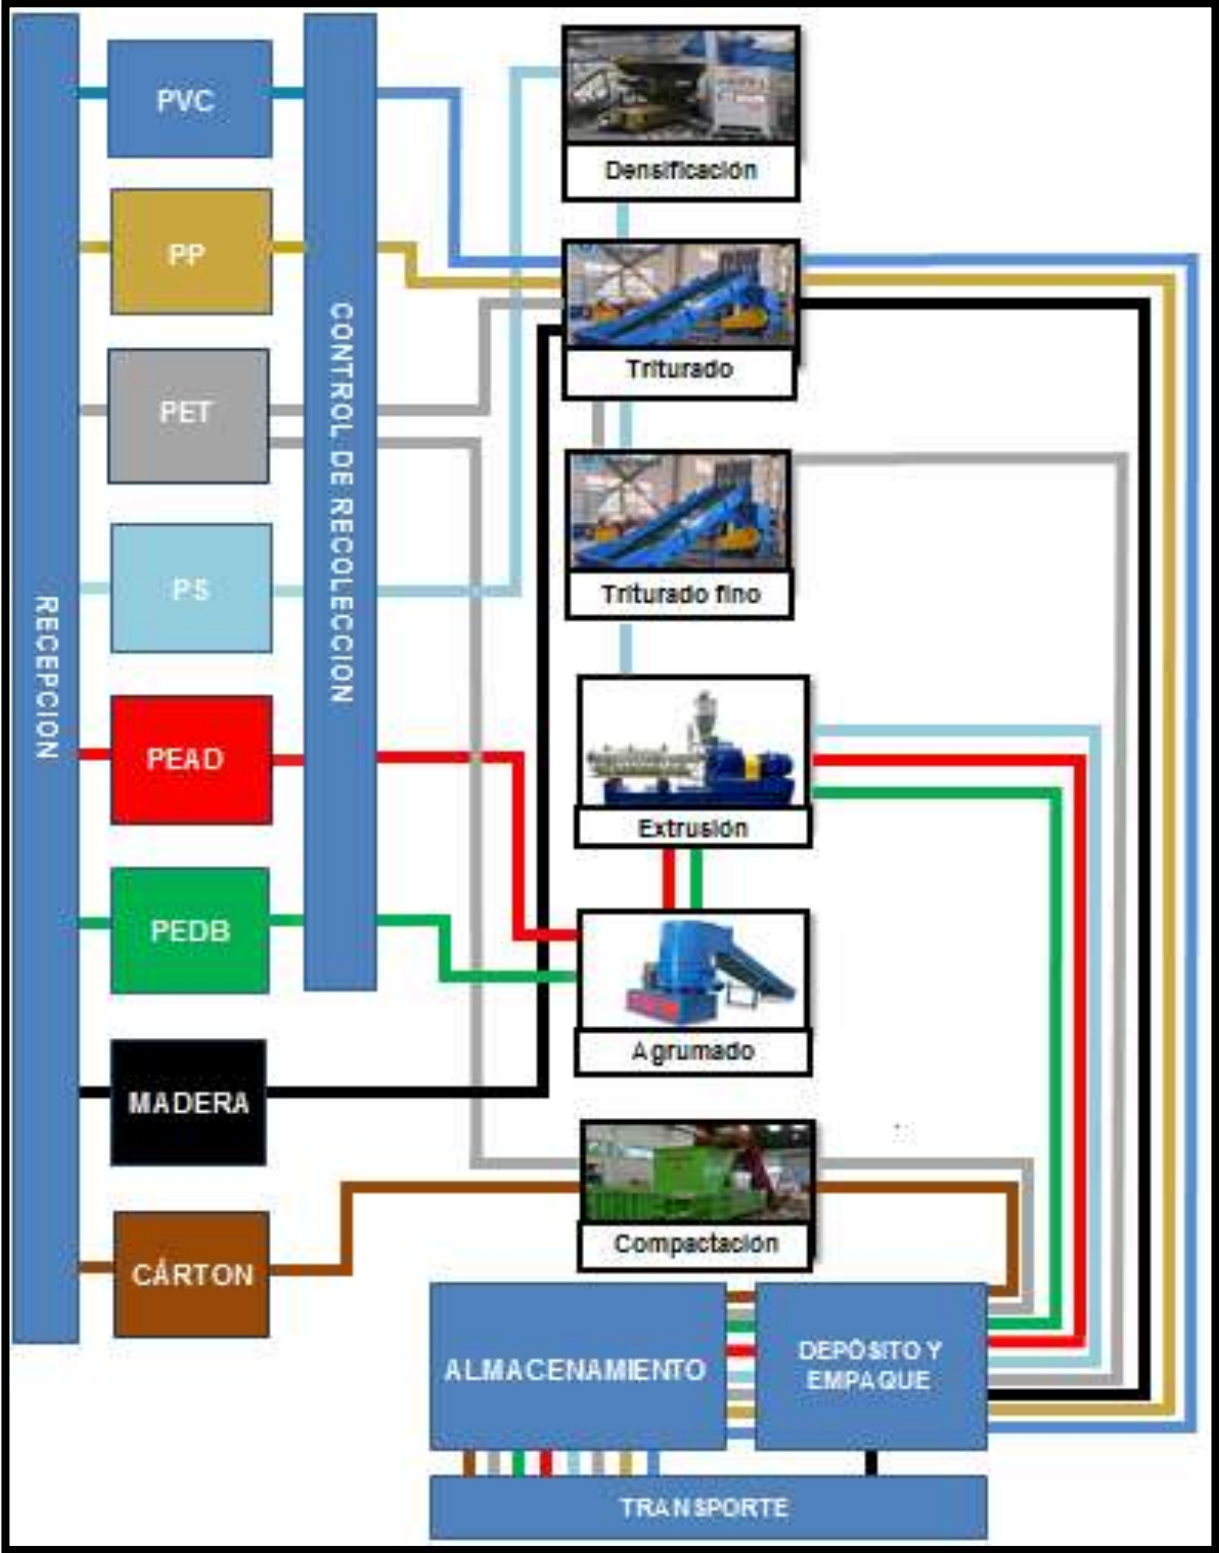 RECEPCION
PVC
PP
PET
PS
PEAD
PEDB
MADERA
CÁRTON
CONTROL DE RECOLECCION
Densificación
Triturado
Triturado fino
Extrusión
Agrumado
Compactación
ALMACENAMIENTO
DEPÓSITO Y
EMPAQUE
TRANSPORTE